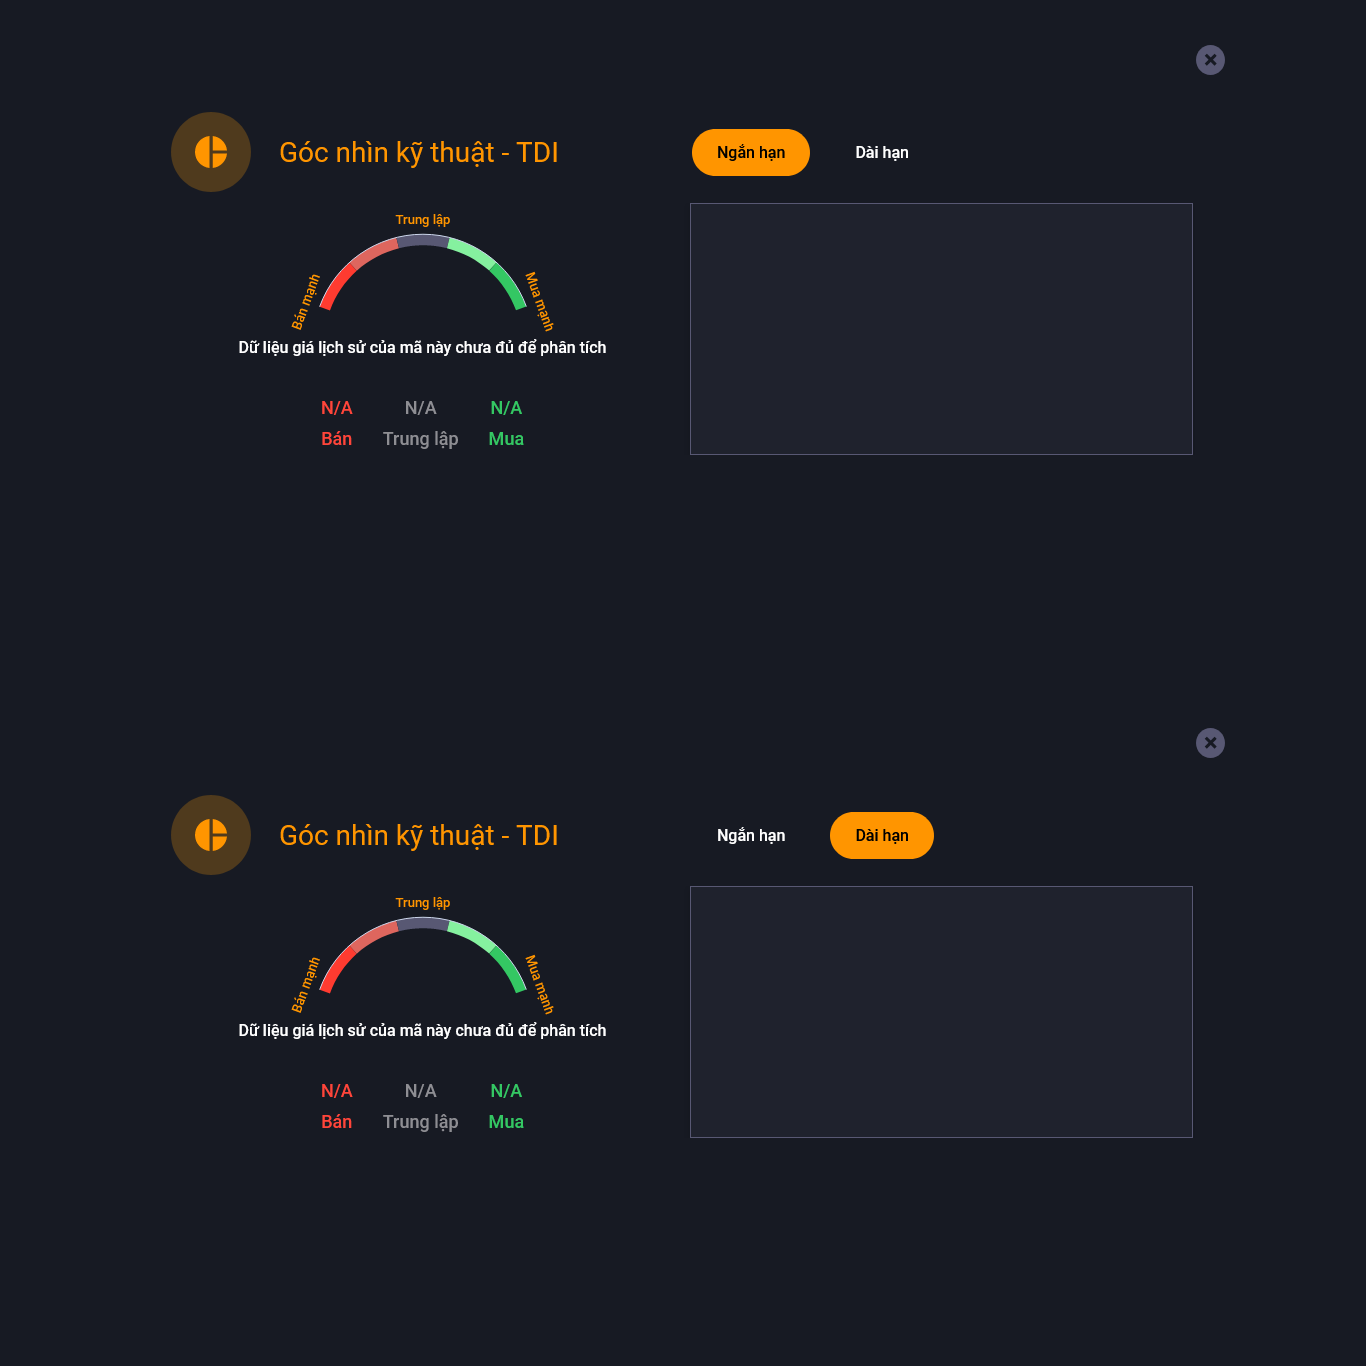 Góc nhìn kỹ thuật - TDI
Ngắn hạn
Dài hạn
Trung lập
Bán mạnh
Mua mạnh
Dữ liệu giá lịch sử của mã này chưa đủ để phân tích
N/A N/A N/A
Bán Trung lập Mua
Góc nhìn kỹ thuật - TDI
Ngắn hạn
Dài hạn
Trung lập
Bán mạnh
Mua mạnh
Dữ liệu giá lịch sử của mã này chưa đủ để phân tích
N/A N/A N/A
Bán Trung lập Mua